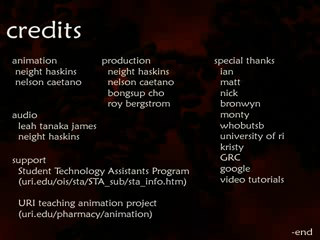 credits
animation
neight haskins
nelson caetano
audio
leah tanaka james
neight haskins
support
Student Technology Assistants Program
(uri.edu/ois/sta/STA_sub/sta_info.htm)
URI teaching animation project
(uri.edu/pharmacy/animation)
production
neight haskins
nelson caetano
bongsup cho
roy bergstrom
special thanks
ian
matt
nick
bronwyn
monty
whobutsb
university of ri
kristy
GRC
google
video tutorials
-end